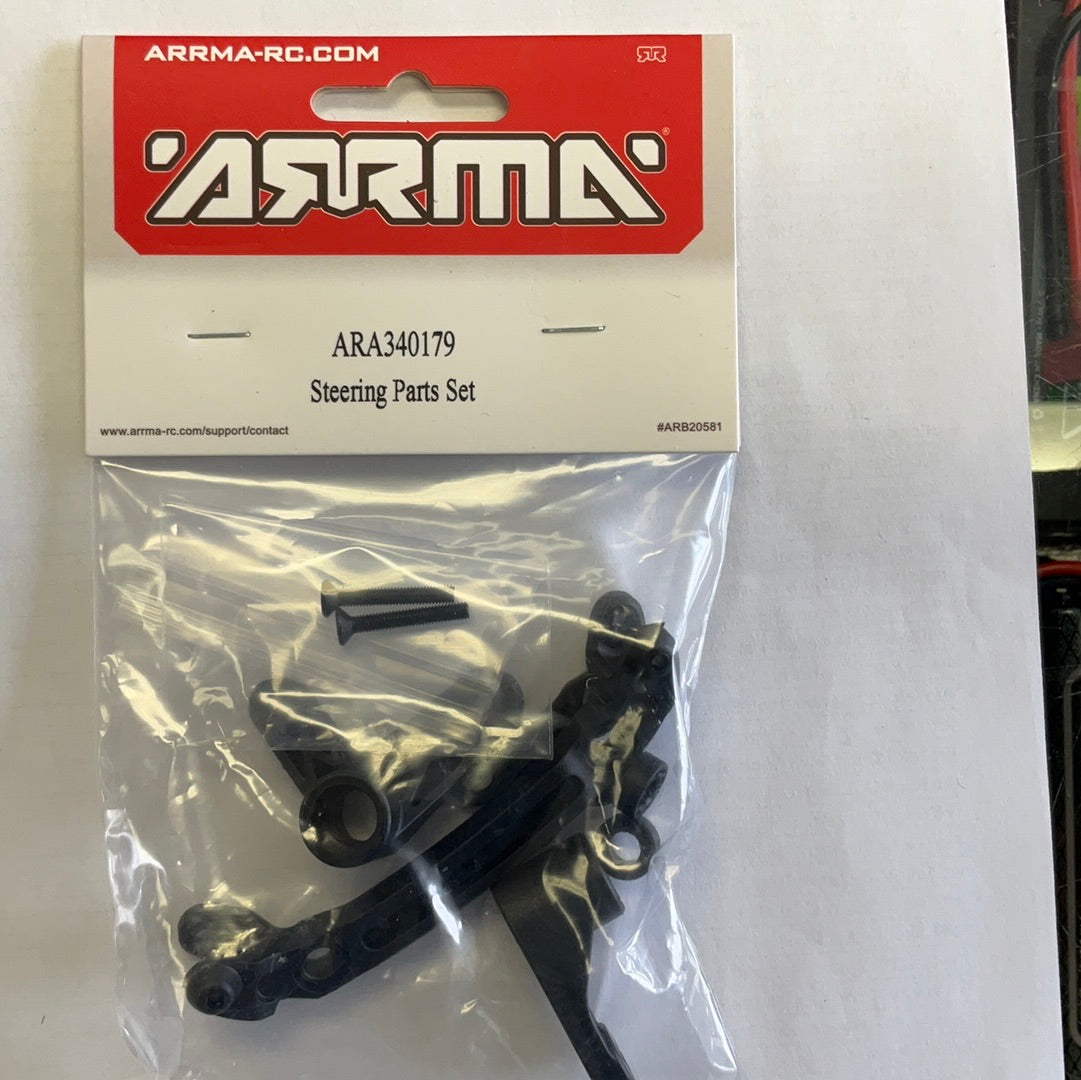 ARRMA-RC.COM
ARRMA
ARA340179
Steering Parts Set
www.arrma-rc.com/support/contact
#ARB20581